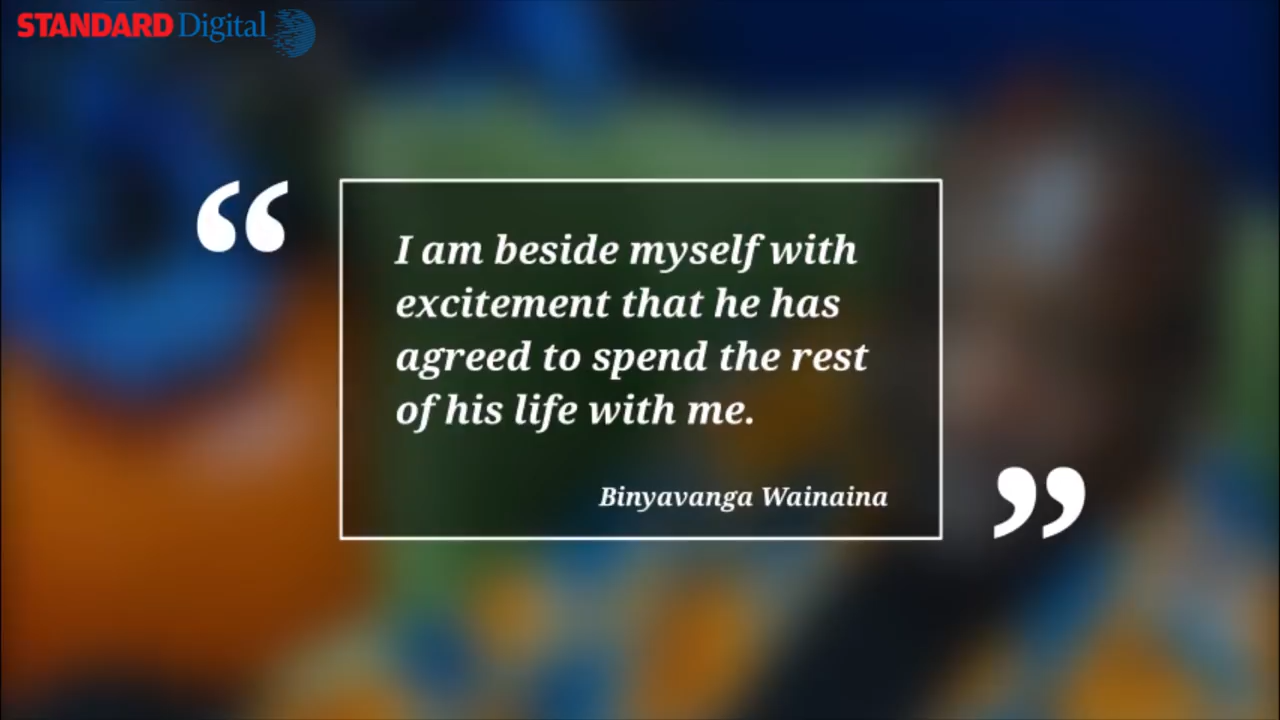 STANDARD Digital
“
I am beside myself with
excitement that he has
agreed to spend the rest
of his life with me.
Binyavanga Wainaina
”